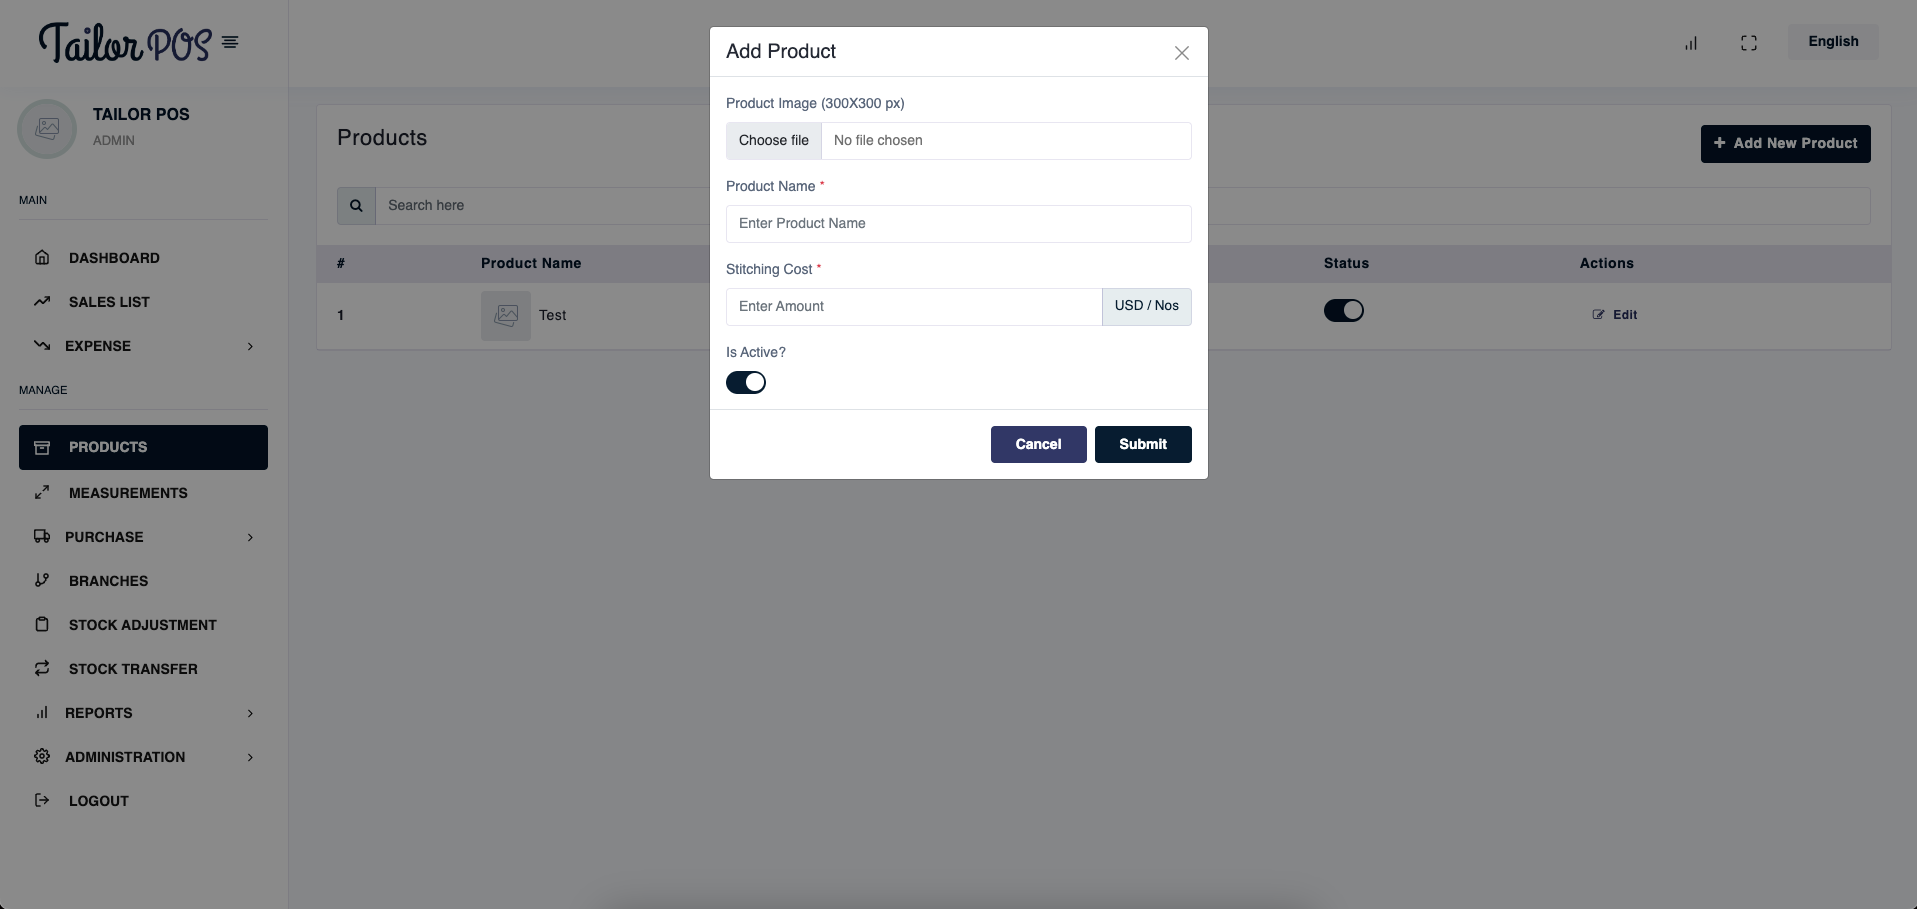 Tailor POS
English
TAILOR POS
ADMIN
MAIN
DASHBOARD
SALES LIST
EXPENSE
MANAGE
PRODUCTS
MEASUREMENTS
PURCHASE
BRANCHES
STOCK ADJUSTMENT
STOCK TRANSFER
REPORTS
ADMINISTRATION
LOGOUT
Products
+ Add New Product
Search here
# Product Name Status Actions
1 Test Edit
Add Product
Product Image (300X300 px)
Choose file No file chosen
Product Name *
Enter Product Name
Stitching Cost *
Enter Amount USD / Nos
Is Active?
Cancel Submit